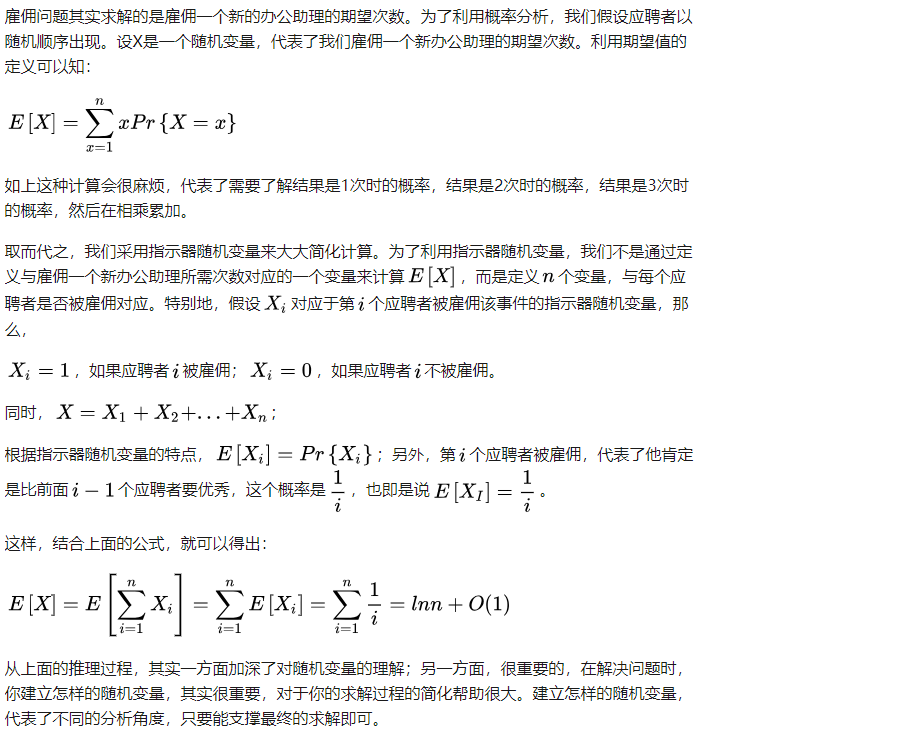 雇佣问题其实求解的是雇佣一个新的办公助理的期望次数。为了利用概率分析，我们假设应聘者以
随机顺序出现。设X是一个随机变量，代表了我们雇佣一个新办公助理的期望次数。利用期望值的
定义可以知：
E[X] = \sum_{x=1}^{n} xPr{X = x}
如上这种计算会很麻烦，代表了需要了解结果是1次时的概率，结果是2次时的概率，结果是3次时
的概率，然后在相乘累加。
取而代之，我们采用指示器随机变量来大大简化计算。为了利用指示器随机变量，我们不是通过定
义与雇佣一个新办公助理所需次数对应的一个变量来计算 E[X] ，而是定义 n 个变量，与每个应
聘者是否被雇佣对应。特别地，假设 X_i 对应于第 i 个应聘者被雇佣该事件的指示器随机变量，那
么，
X_i = 1 ，如果应聘者 i 被雇佣； X_i = 0 ，如果应聘者 i 不被雇佣。
同时， X = X_1 + X_2+...+X_n ；
根据指示器随机变量的特点， E[X_i] = Pr{X_i} ；另外，第 i 个应聘者被雇佣，代表了他肯定
是比前面 i − 1 个应聘者要优秀，这个概率是 \frac{1}{i} ，也即是说 E[X_I] = \frac{1}{i} 。
这样，结合上面的公式，就可以得出：
E[X] = E[\sum_{i=1}^{n} X_i] = \sum_{i=1}^{n} E[X_i] = \sum_{i=1}^{n} \frac{1}{i} = lnn + O(1)
从上面的推理过程，其实一方面加深了对随机变量的理解；另一方面，很重要的，在解决问题时，
你建立怎样的随机变量，其实很重要，对于你的求解过程的简化帮助很大。建立怎样的随机变量，
代表了不同的分析角度，只要能支撑最终的求解即可。